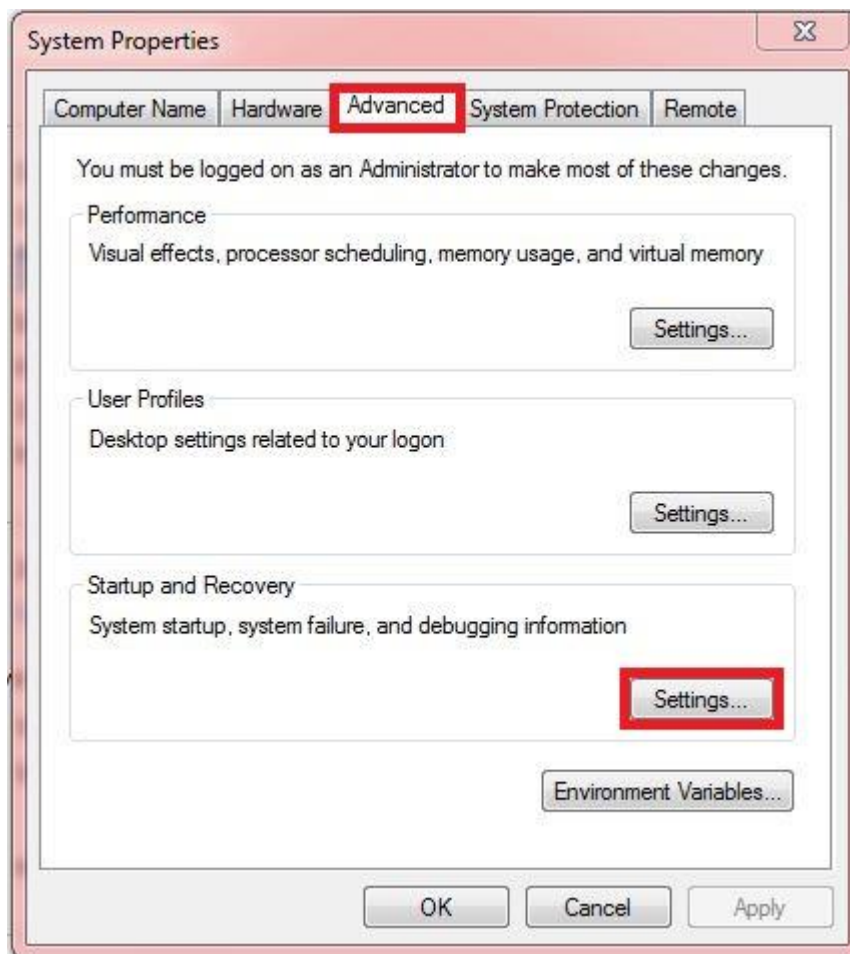 System Properties
Computer Name Hardware Advanced System Protection Remote
You must be logged on as an Administrator to make most of these changes.
Performance
Visual effects, processor scheduling, memory usage, and virtual memory
Settings...
User Profiles
Desktop settings related to your logon
Settings...
Startup and Recovery
System startup, system failure, and debugging information
Settings...
Environment Variables...
OK Cancel Apply